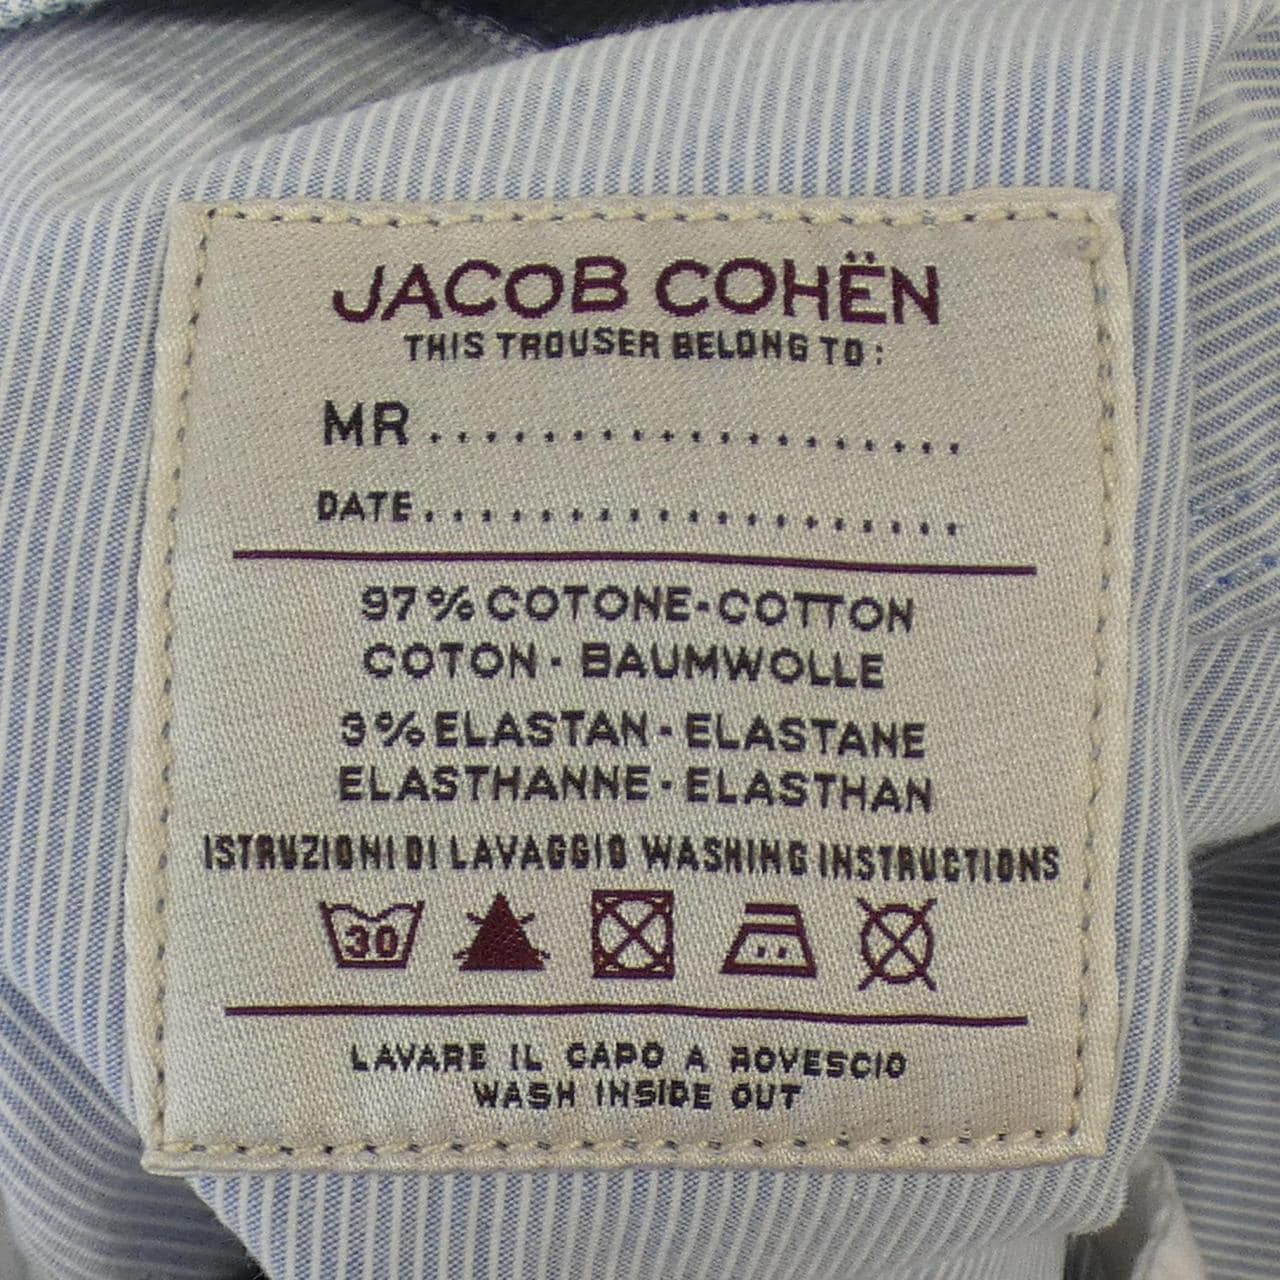 JACOB COHËN
THIS TROUSER BELONG TO:
MR....................
DATE....................
97% COTONE-COTTON
COTON - BAUMWOLLE
3% ELASTAN - ELASTANE
ELASTHANNE - ELASTHAN
ISTRUZIONI DI LAVAGGIO WASHING INSTRUCTIONS
30
LAVARE IL CAPO A ROVESCIO
WASH INSIDE OUT